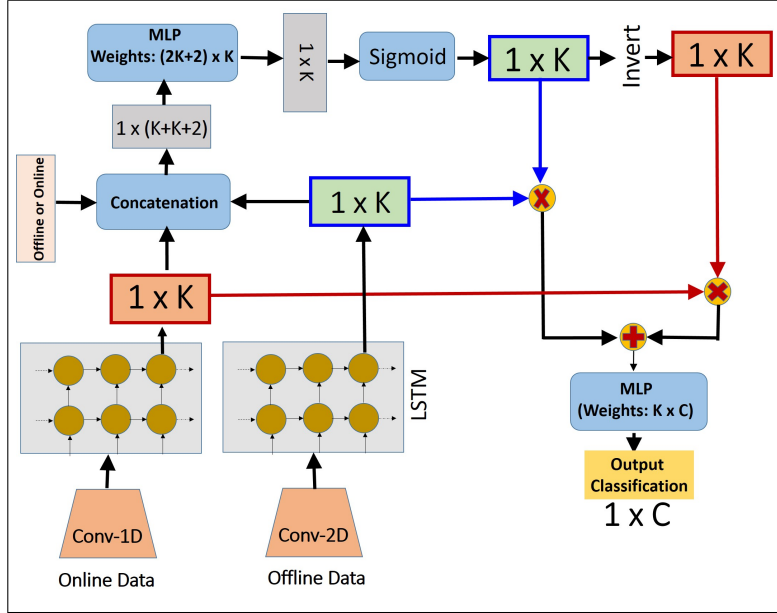 MLP
Weights: (2K+2) x K
1 x K
Sigmoid
1 x K
Invert
1 x K
1 x (K+K+2)
Offline or Online
Concatenation
1 x K
1 x K
LSTM
MLP
(Weights: K x C)
Output
Classification
1 x C
Conv-1D
Conv-2D
Online Data
Offline Data